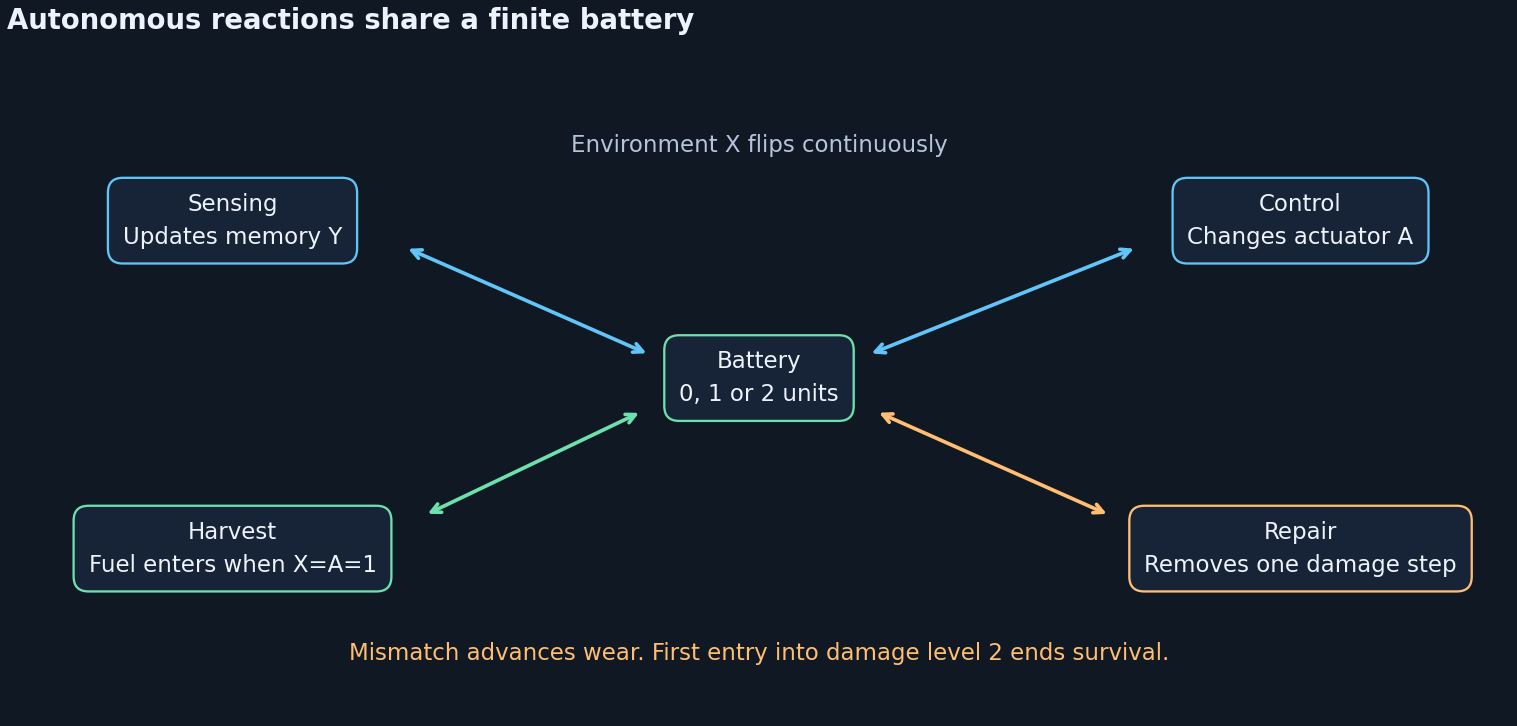 Autonomous reactions share a finite battery
Environment X flips continuously
Sensing
Updates memory Y
Control
Changes actuator A
Battery
0, 1 or 2 units
Harvest
Fuel enters when X=A=1
Repair
Removes one damage step
Mismatch advances wear. First entry into damage level 2 ends survival.